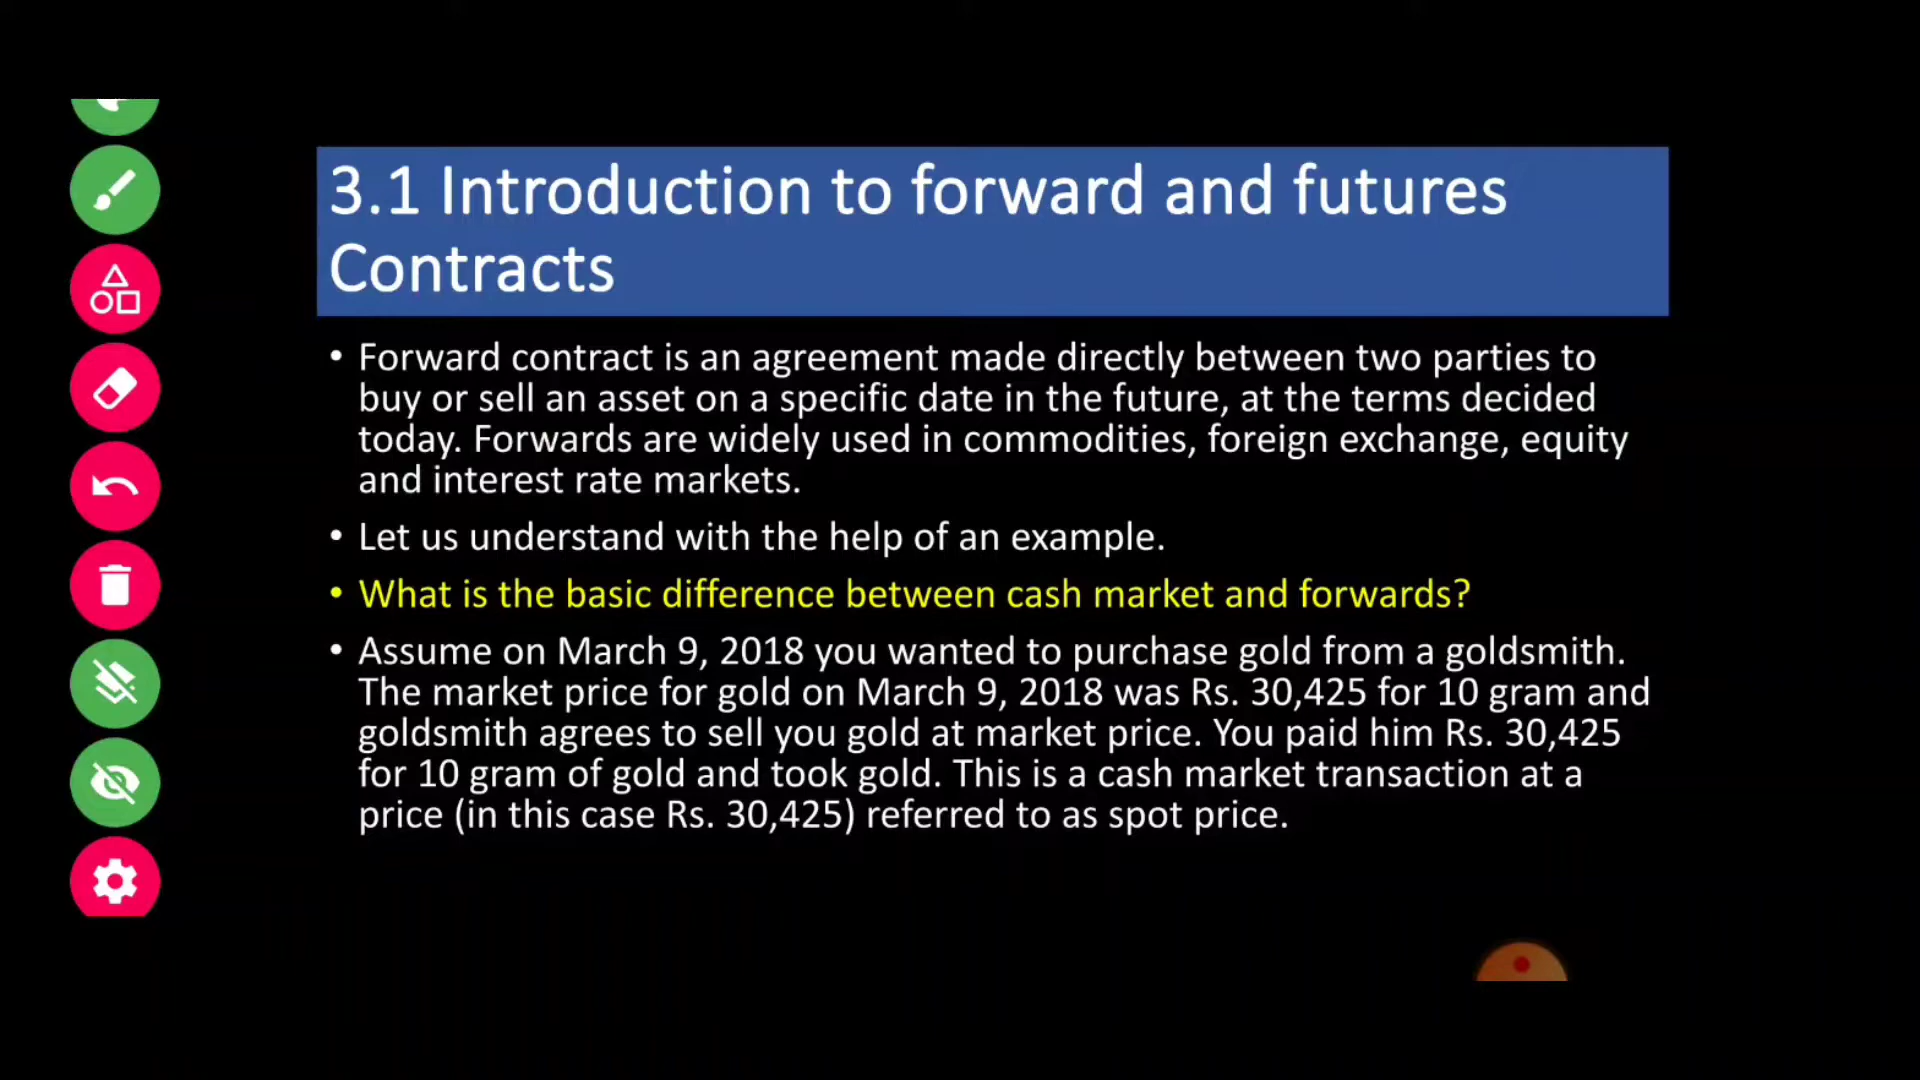 3.1 Introduction to forward and futures
Contracts
• Forward contract is an agreement made directly between two parties to
buy or sell an asset on a specific date in the future, at the terms decided
today. Forwards are widely used in commodities, foreign exchange, equity
and interest rate markets.
• Let us understand with the help of an example.
• What is the basic difference between cash market and forwards?
• Assume on March 9, 2018 you wanted to purchase gold from a goldsmith.
The market price for gold on March 9, 2018 was Rs. 30,425 for 10 gram and
goldsmith agrees to sell you gold at market price. You paid him Rs. 30,425
for 10 gram of gold and took gold. This is a cash market transaction at a
price (in this case Rs. 30,425) referred to as spot price.